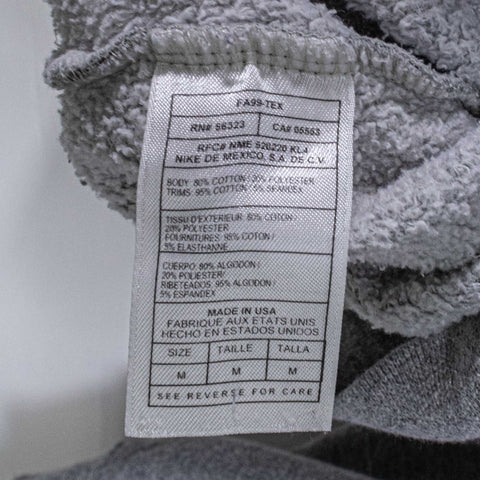 FA99-TEX
RN# 56323 CA# 05553
RFC# NME 920220 KL4
NIKE DE MEXICO, S.A. DE C.V.
BODY: 80% COTTON / 20% POLYESTER
TRIMS: 95% COTTON / 5% SPANDEX
TISSU D'EXTERIEUR: 80% COTON /
20% POLYESTER
FOURNITURES: 95% COTON /
5% ELASTHANNE
CUERPO: 80% ALGODON /
20% POLIESTER/
RIBETEADOS: 95% ALGODON /
5% ESPANDEX
MADE IN USA
FABRIQUE AUX ETATS UNIS
HECHO EN ESTADOS UNIDOS
SIZE TAILLE TALLA
M M M
SEE REVERSE FOR CARE